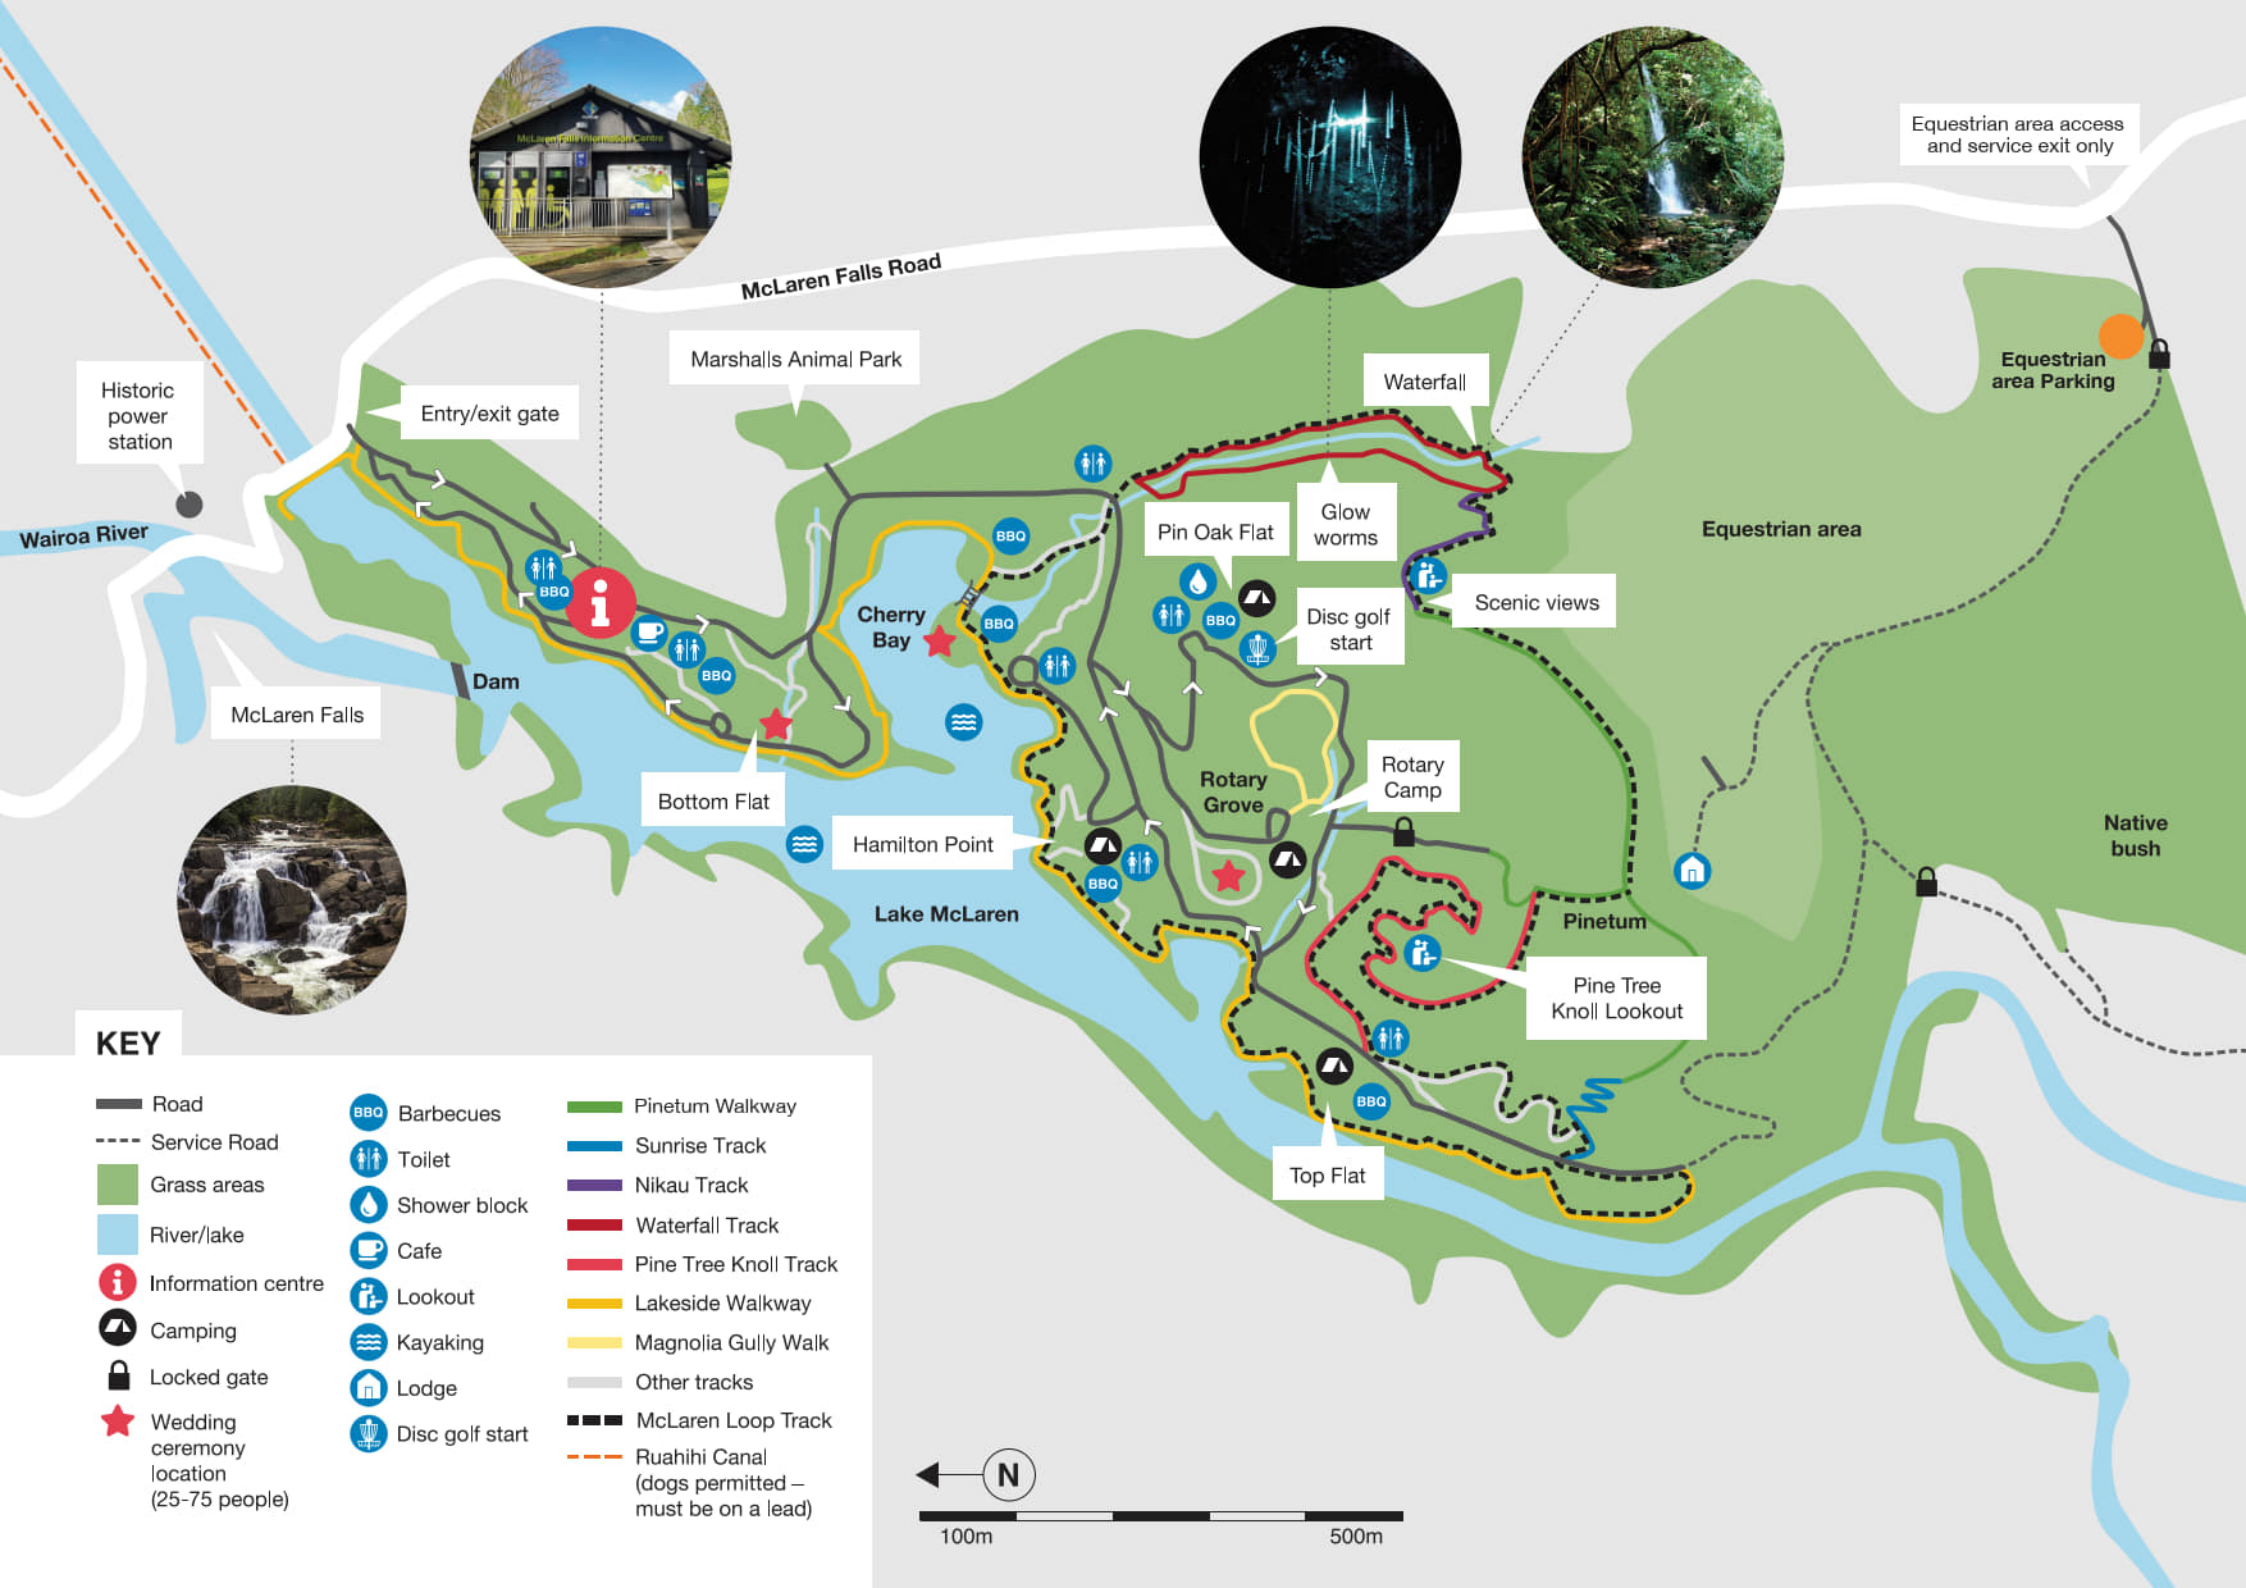 McLaren Falls Information Centre
Equestrian area access
and service exit only
McLaren Falls Road
Marshalls Animal Park
Waterfall
Historic
power
station
Entry/exit gate
Equestrian
area Parking
Wairoa River
Glow
worms
Pin Oak Flat
Equestrian area
BBQ
BBQ
i
Scenic views
Cherry
Bay
BBQ
BBQ
Disc golf
start
Dam
BBQ
McLaren Falls
Rotary
Grove
Rotary
Camp
Bottom Flat
Hamilton Point
Native
bush
BBQ
Lake McLaren
Pinetum
Pine Tree
Knoll Lookout
BBQ
Top Flat
KEY
Road
Service Road
Grass areas
River/lake
i Information centre
Camping
Locked gate
Wedding
ceremony
location
(25-75 people)
BBQ Barbecues
Toilet
Shower block
Cafe
Lookout
Kayaking
Lodge
Disc golf start
Pinetum Walkway
Sunrise Track
Nikau Track
Waterfall Track
Pine Tree Knoll Track
Lakeside Walkway
Magnolia Gully Walk
Other tracks
McLaren Loop Track
Ruahihi Canal
(dogs permitted –
must be on a lead)
N
100m
500m